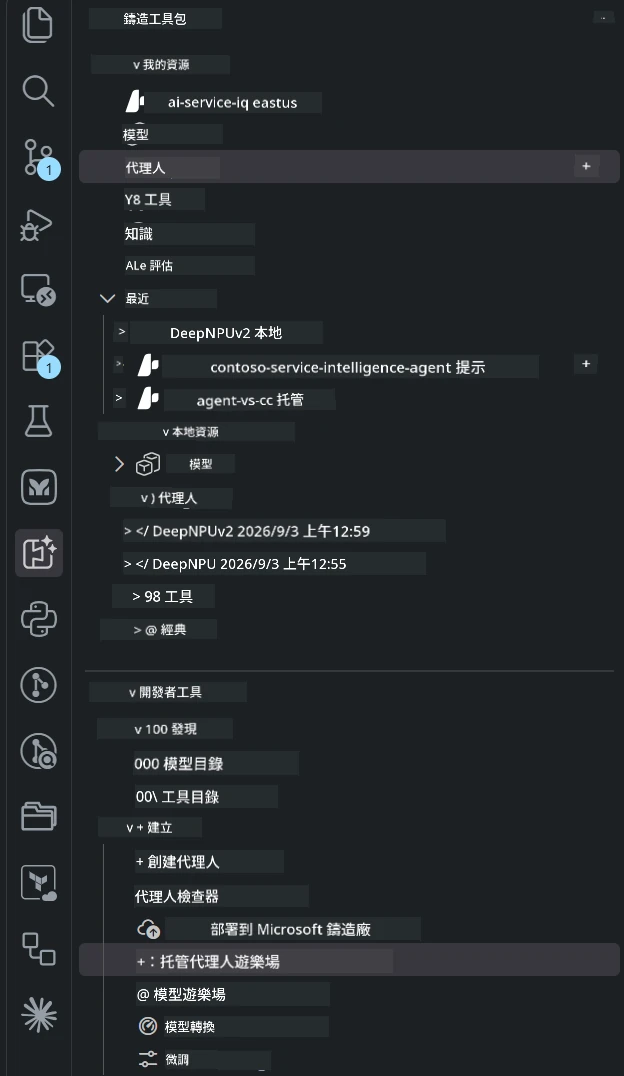 鑄造工具包
v 我的資源
ai-service-iq eastus
模型
代理人
+
Y8 工具
知識
ALe 評估
最近
> DeepNPUv2 本地
> contoso-service-intelligence-agent 提示
+
> agent-vs-cc 托管
v 本地資源
模型
v ) 代理人
> </ DeepNPUv2 2026/9/3 上午12:59
> </ DeepNPU 2026/9/3 上午12:55
> 98 工具
> @ 經典
v 開發者工具
v 100 發現
000 模型目錄
00\ 工具目錄
v + 建立
+ 創建代理人
代理人檢查器
部署到 Microsoft 鑄造廠
+：托管代理人遊樂場
@ 模型遊樂場
模型轉換
微調
1
1